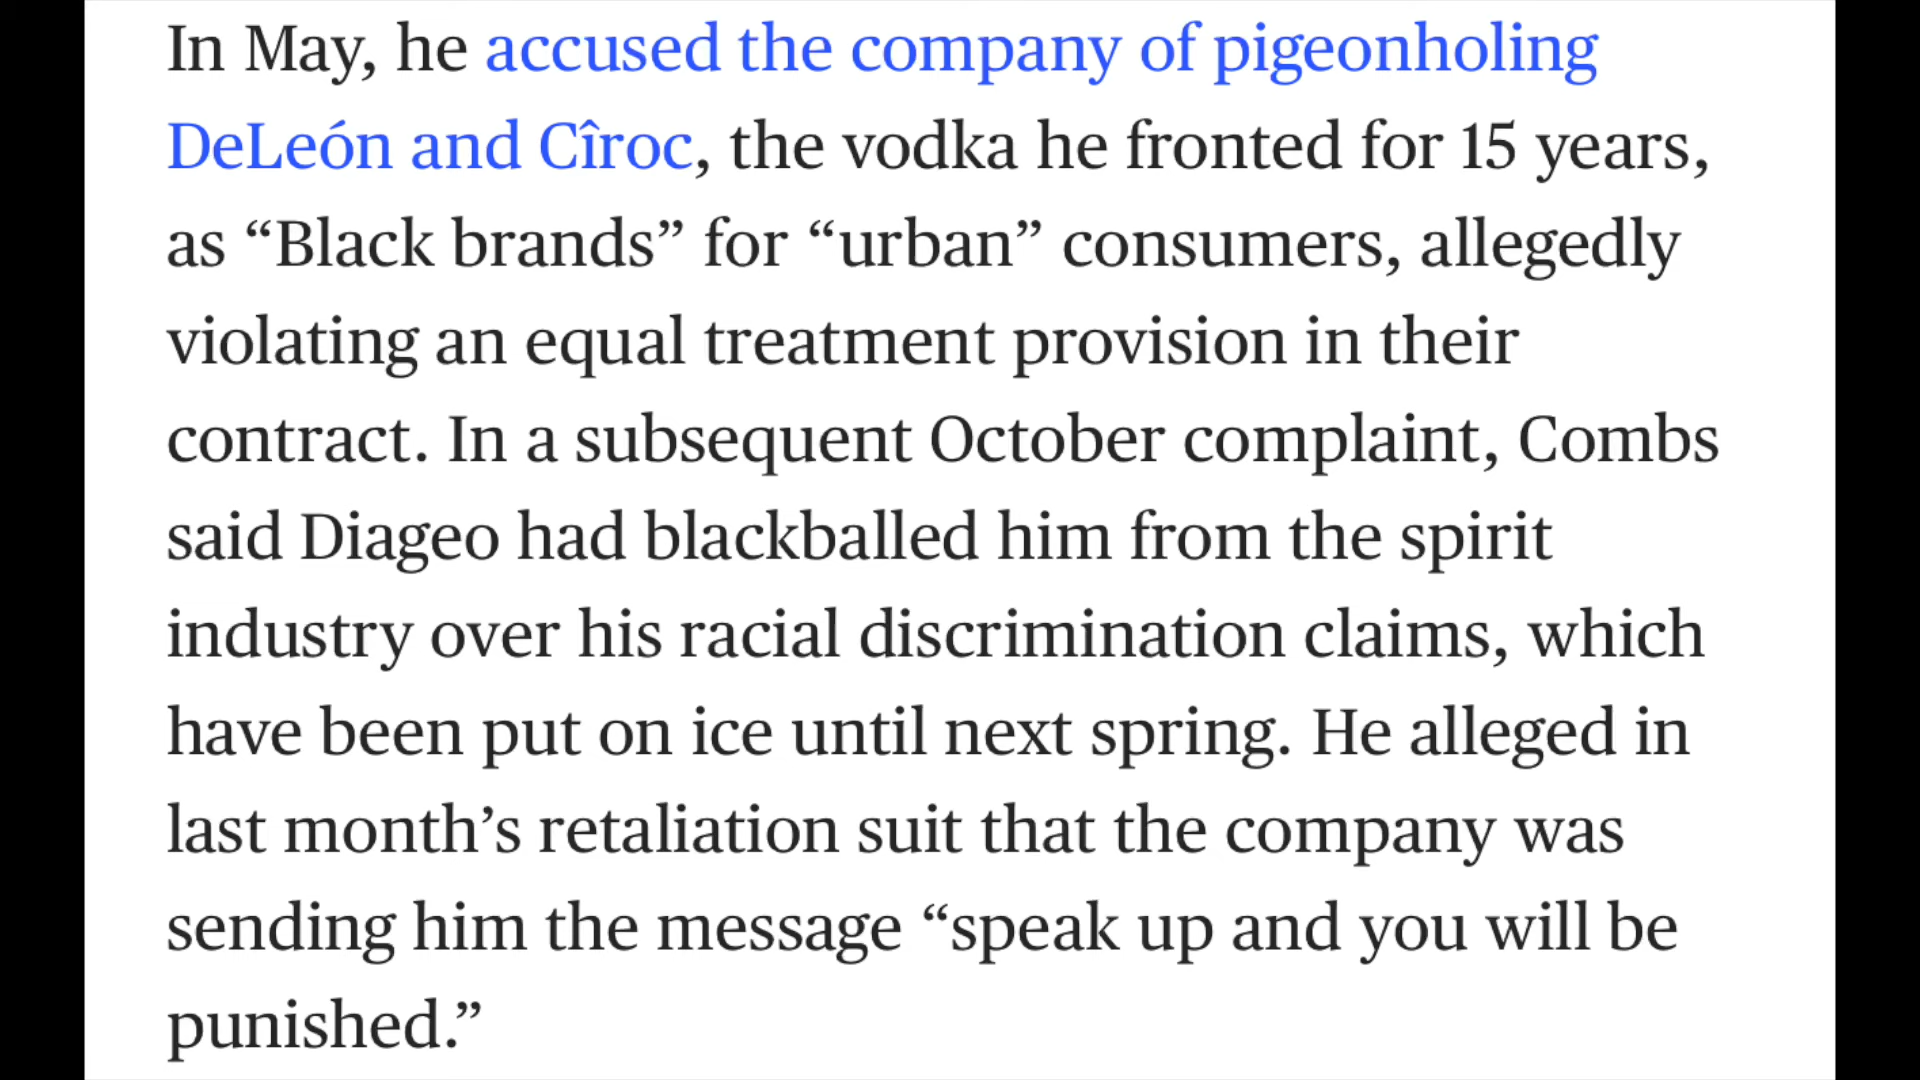 In May, he accused the company of pigeonholing
DeLeón and Cîroc, the vodka he fronted for 15 years,
as “Black brands” for “urban” consumers, allegedly
violating an equal treatment provision in their
contract. In a subsequent October complaint, Combs
said Diageo had blackballed him from the spirit
industry over his racial discrimination claims, which
have been put on ice until next spring. He alleged in
last month’s retaliation suit that the company was
sending him the message “speak up and you will be
punished.”